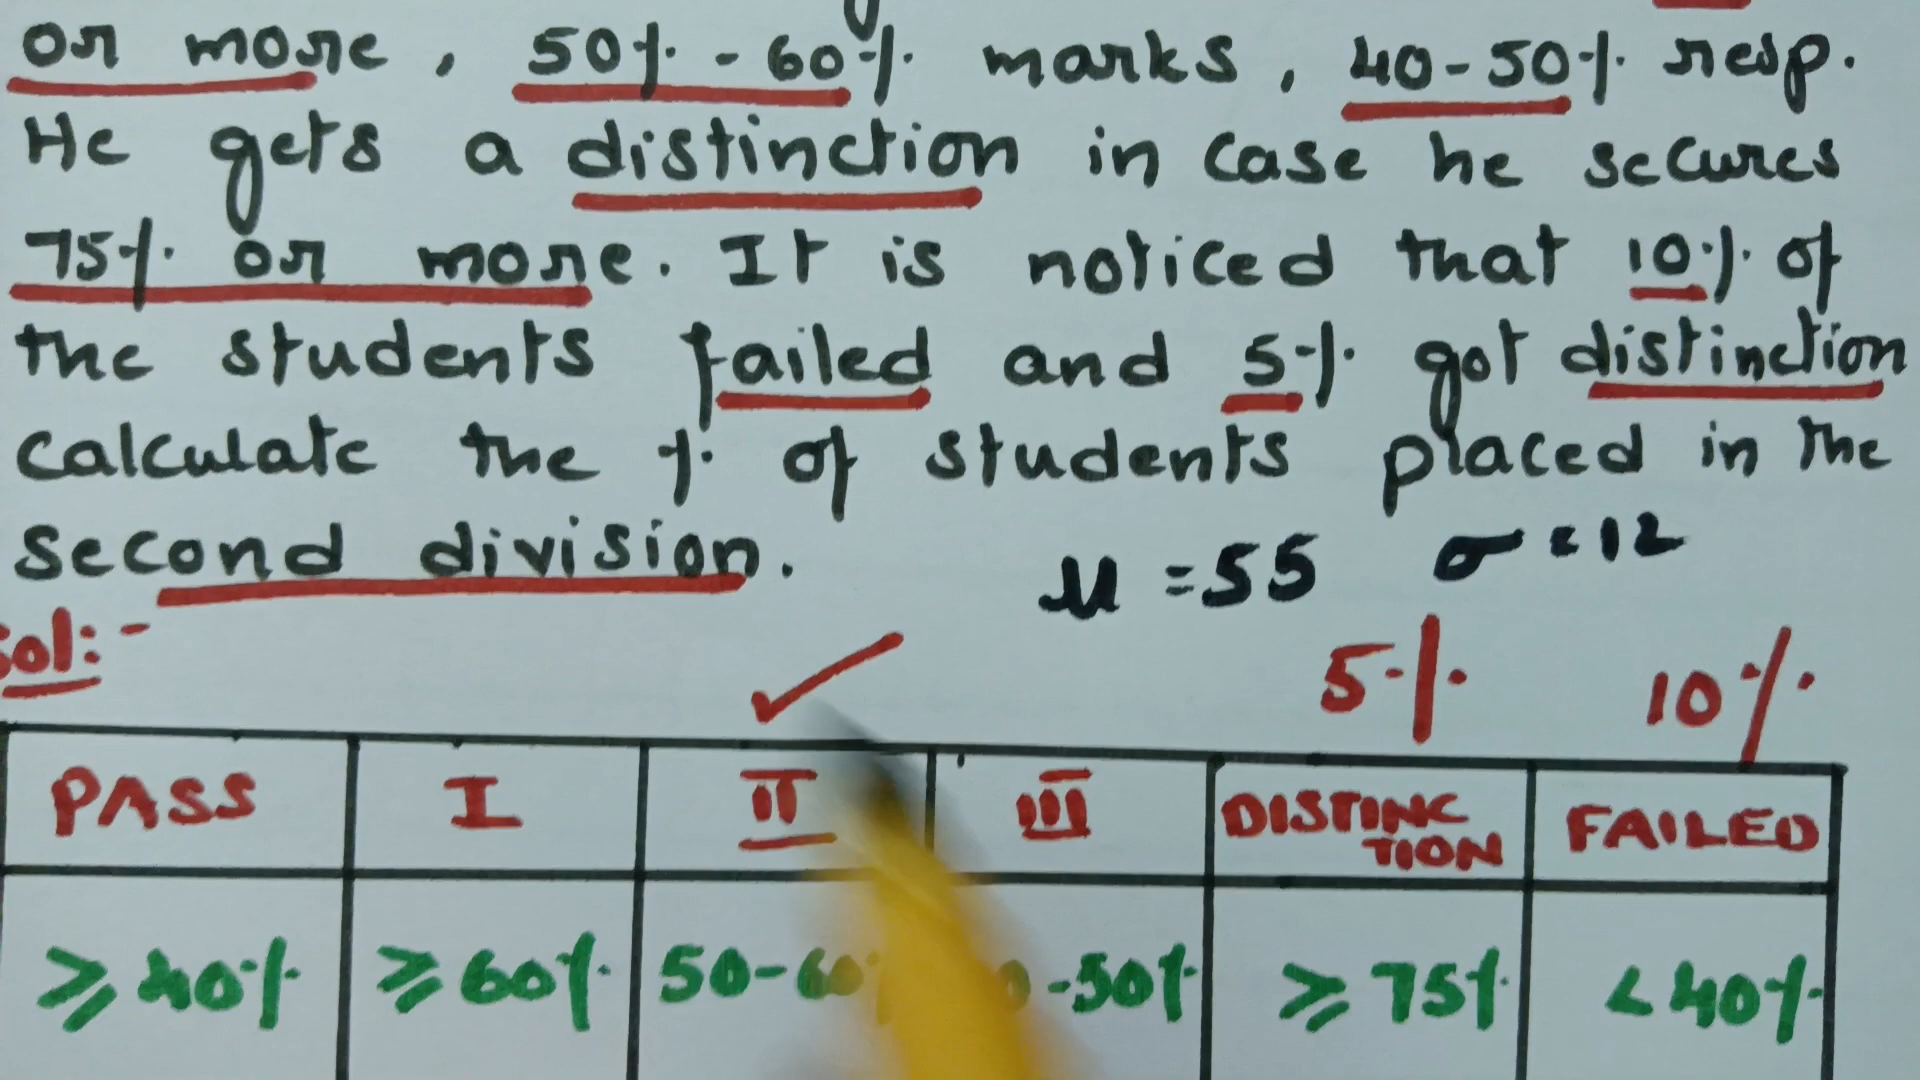 or more, 50% - 60% marks, 40-50% resp.
He gets a distinction in case he secures
75% or more. It is noticed that 10% of
the students failed and 5% got distinction
calculate the % of students placed in the
second division. μ = 55 σ = 12
Sol:-
5% 10%
PASS I II III DISTINCTION FAILED
≥40% ≥60% 50-60 -50% ≥75% <40%